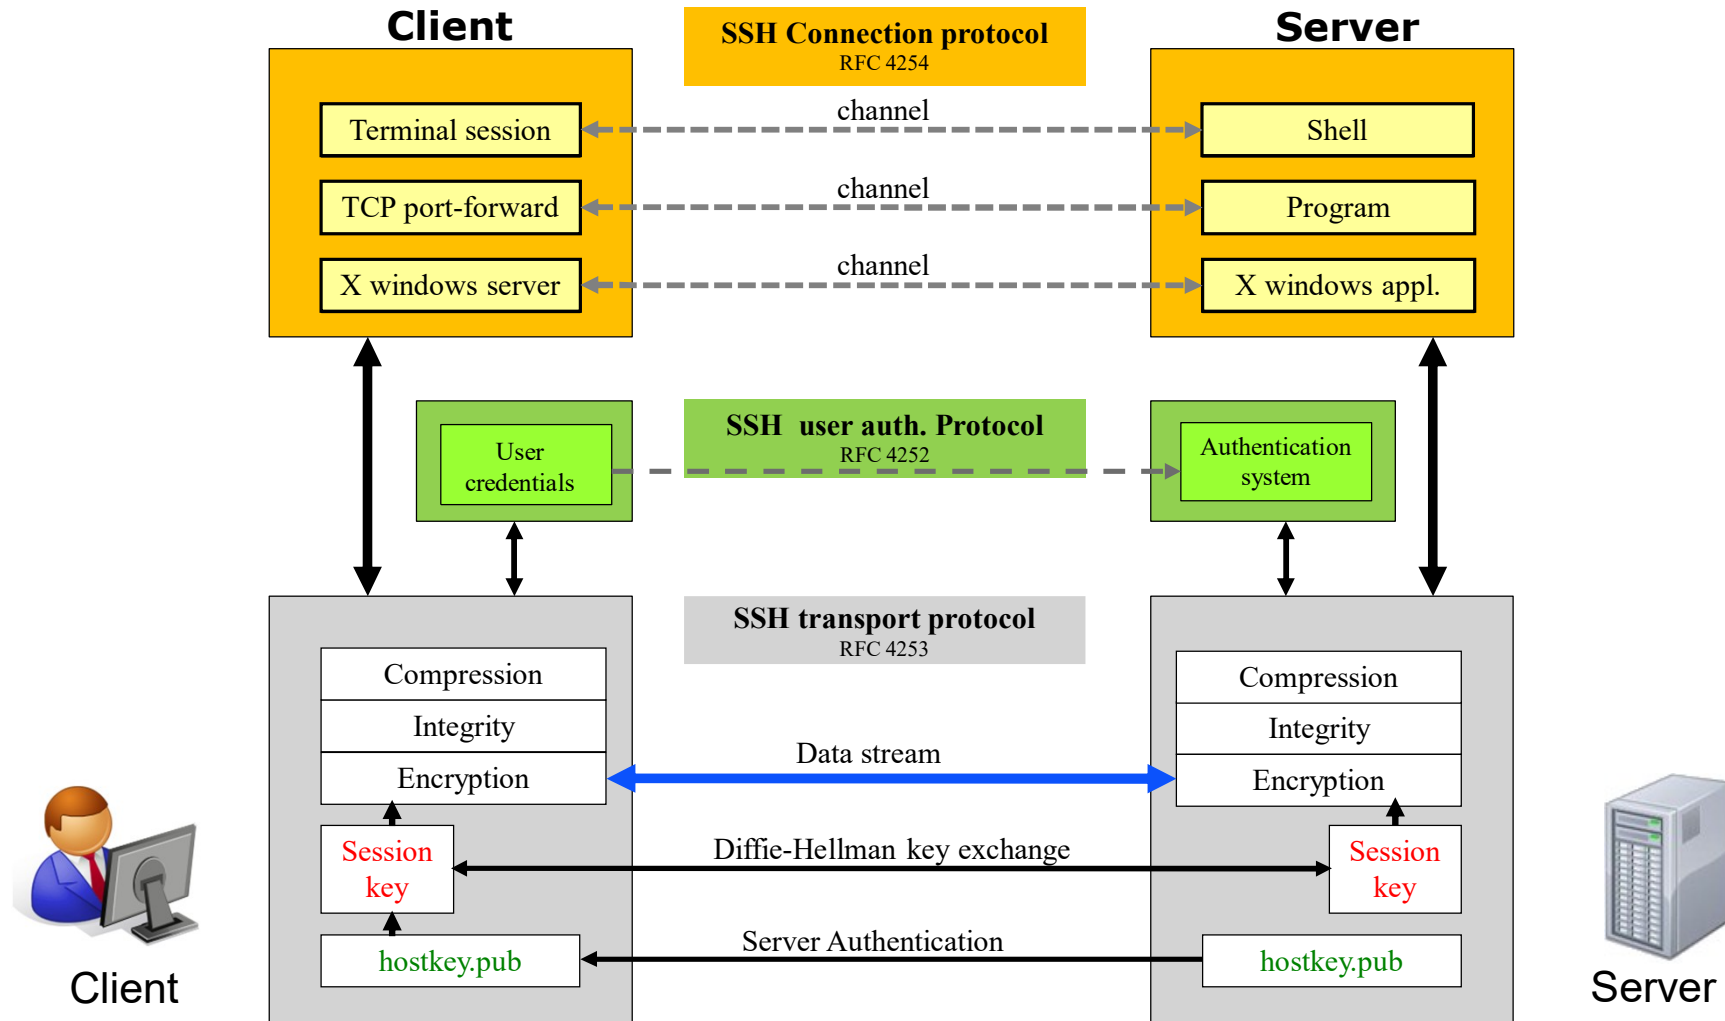 Client
SSH Connection protocol
RFC 4254
Server
Terminal session
channel
Shell
TCP port-forward
channel
Program
X windows server
channel
X windows appl.
User
credentials
SSH  user auth. Protocol
RFC 4252
Authentication
system
SSH transport protocol
RFC 4253
Compression
Integrity
Encryption
Data stream
Compression
Integrity
Encryption
Session
key
Diffie-Hellman key exchange
Session
key
hostkey.pub
Server Authentication
hostkey.pub
Client
Server